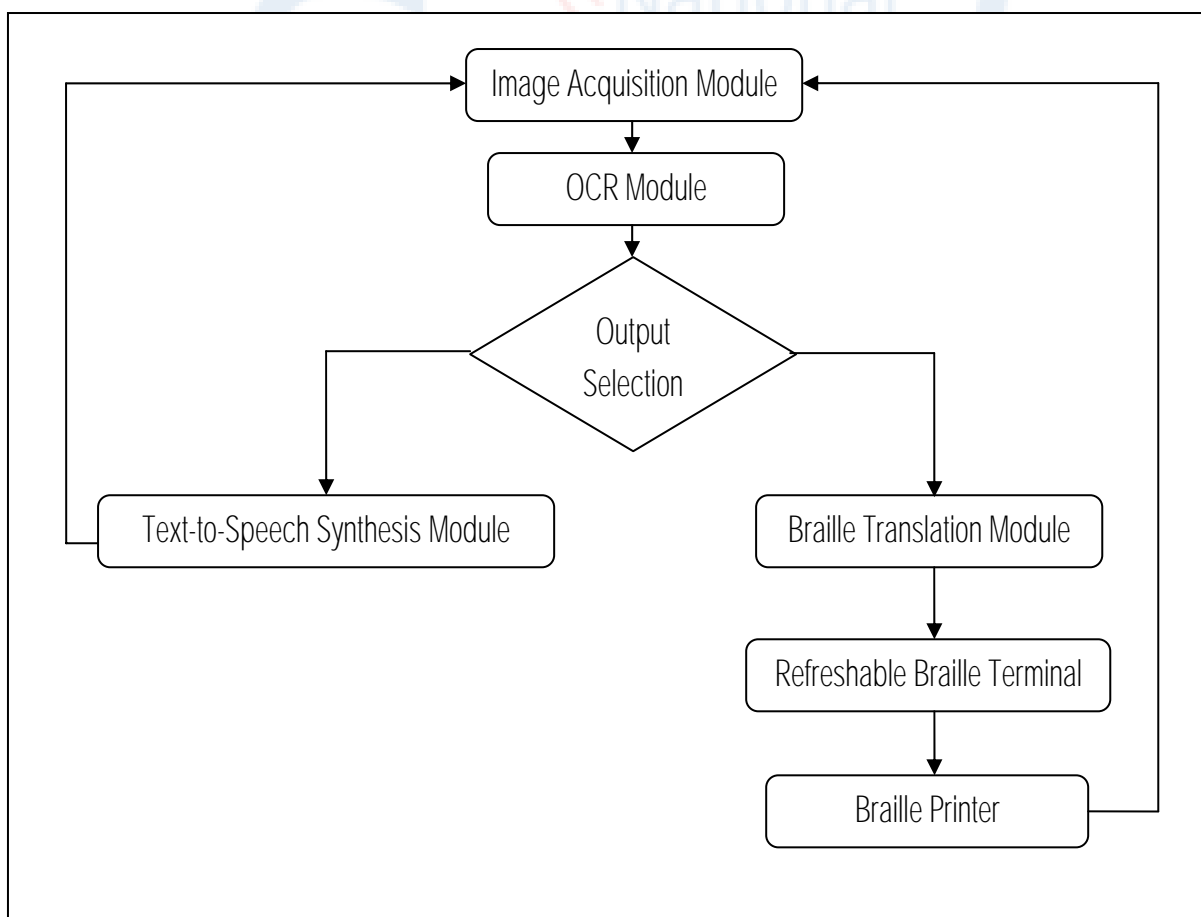 National
Image Acquisition Module
OCR Module
Output
Selection
Text-to-Speech Synthesis Module
Braille Translation Module
Refreshable Braille Terminal
Braille Printer